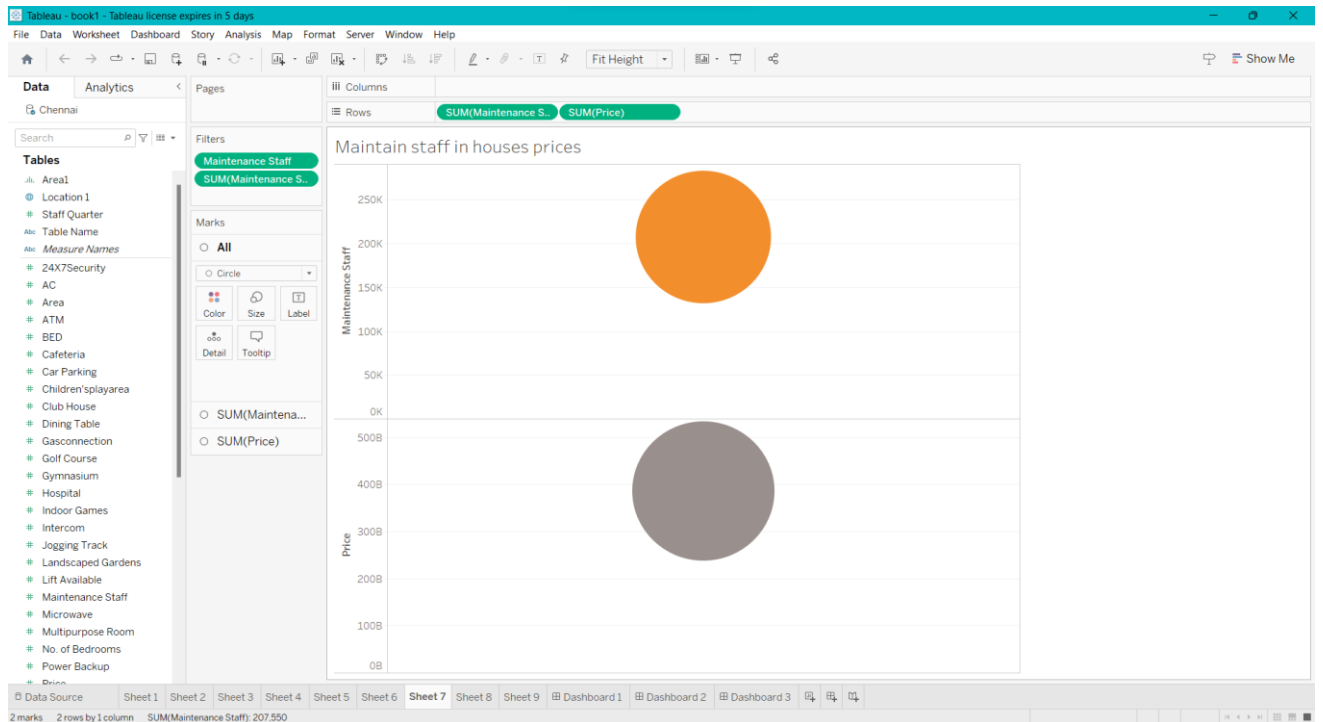 Tableau - book1 - Tableau license expires in 5 days
File Data Worksheet Dashboard Story Analysis Map Format Server Window Help
Fit Height
Show Me
Data Analytics
Chennai
Search
Tables
Area1
Location 1
Staff Quarter
Abc Table Name
Abc Measure Names
24X7Security
AC
Area
ATM
BED
Cafeteria
Car Parking
Children'splayarea
Club House
Dining Table
Gasconnection
Golf Course
Gymnasium
Hospital
Indoor Games
Intercom
Jogging Track
Landscaped Gardens
Lift Available
Maintenance Staff
Microwave
Multipurpose Room
No. of Bedrooms
Power Backup
Price
Pages
Filters
Maintenance Staff
SUM(Maintenance S..
Marks
All
Circle
Color Size Label
Detail Tooltip
SUM(Maintena...
SUM(Price)
Columns
Rows SUM(Maintenance S.. SUM(Price)
Maintain staff in houses prices
Maintenance Staff
250K
200K
150K
100K
50K
0K
Price
500B
400B
300B
200B
100B
0B
Data Source Sheet 1 Sheet 2 Sheet 3 Sheet 4 Sheet 5 Sheet 6 Sheet 7 Sheet 8 Sheet 9 Dashboard 1 Dashboard 2 Dashboard 3
2 marks 2 rows by 1 column SUM(Maintenance Staff): 207,550